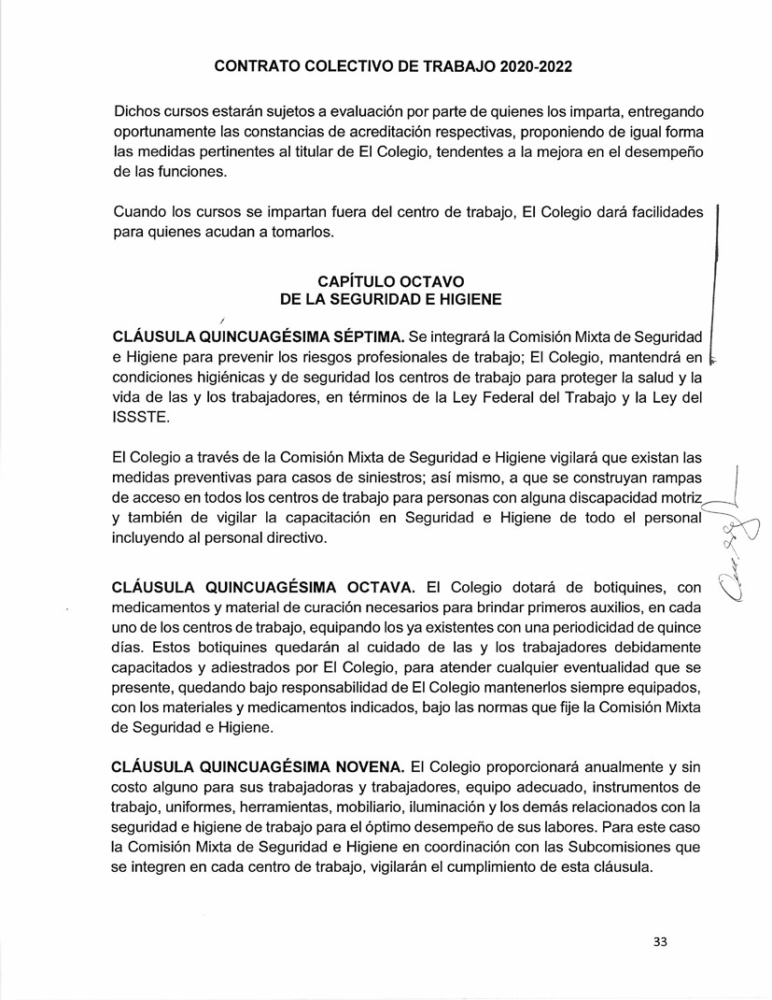 CONTRATO COLECTIVO DE TRABAJO 2020-2022
Dichos cursos estarán sujetos a evaluación por parte de quienes los imparta, entregando
oportunamente las constancias de acreditación respectivas, proponiendo de igual forma
las medidas pertinentes al titular de El Colegio, tendentes a la mejora en el desempeño
de las funciones.
Cuando los cursos se impartan fuera del centro de trabajo, El Colegio dará facilidades
para quienes acudan a tomarlos.
CAPÍTULO OCTAVO
DE LA SEGURIDAD E HIGIENE
CLÁUSULA QUINCUAGÉSIMA SÉPTIMA. Se integrará la Comisión Mixta de Seguridad
e Higiene para prevenir los riesgos profesionales de trabajo; El Colegio, mantendrá en
condiciones higiénicas y de seguridad los centros de trabajo para proteger la salud y la
vida de las y los trabajadores, en términos de la Ley Federal del Trabajo y la Ley del
ISSSTE.
El Colegio a través de la Comisión Mixta de Seguridad e Higiene vigilará que existan las
medidas preventivas para casos de siniestros; así mismo, a que se construyan rampas
de acceso en todos los centros de trabajo para personas con alguna discapacidad motriz
y también de vigilar la capacitación en Seguridad e Higiene de todo el personal
incluyendo al personal directivo.
CLÁUSULA QUINCUAGÉSIMA OCTAVA. El Colegio dotará de botiquines, con
medicamentos y material de curación necesarios para brindar primeros auxilios, en cada
uno de los centros de trabajo, equipando los ya existentes con una periodicidad de quince
días. Estos botiquines quedarán al cuidado de las y los trabajadores debidamente
capacitados y adiestrados por El Colegio, para atender cualquier eventualidad que se
presente, quedando bajo responsabilidad de El Colegio mantenerlos siempre equipados,
con los materiales y medicamentos indicados, bajo las normas que fije la Comisión Mixta
de Seguridad e Higiene.
CLÁUSULA QUINCUAGÉSIMA NOVENA. El Colegio proporcionará anualmente y sin
costo alguno para sus trabajadoras y trabajadores, equipo adecuado, instrumentos de
trabajo, uniformes, herramientas, mobiliario, iluminación y los demás relacionados con la
seguridad e higiene de trabajo para el óptimo desempeño de sus labores. Para este caso
la Comisión Mixta de Seguridad e Higiene en coordinación con las Subcomisiones que
se integren en cada centro de trabajo, vigilarán el cumplimiento de esta cláusula.
33